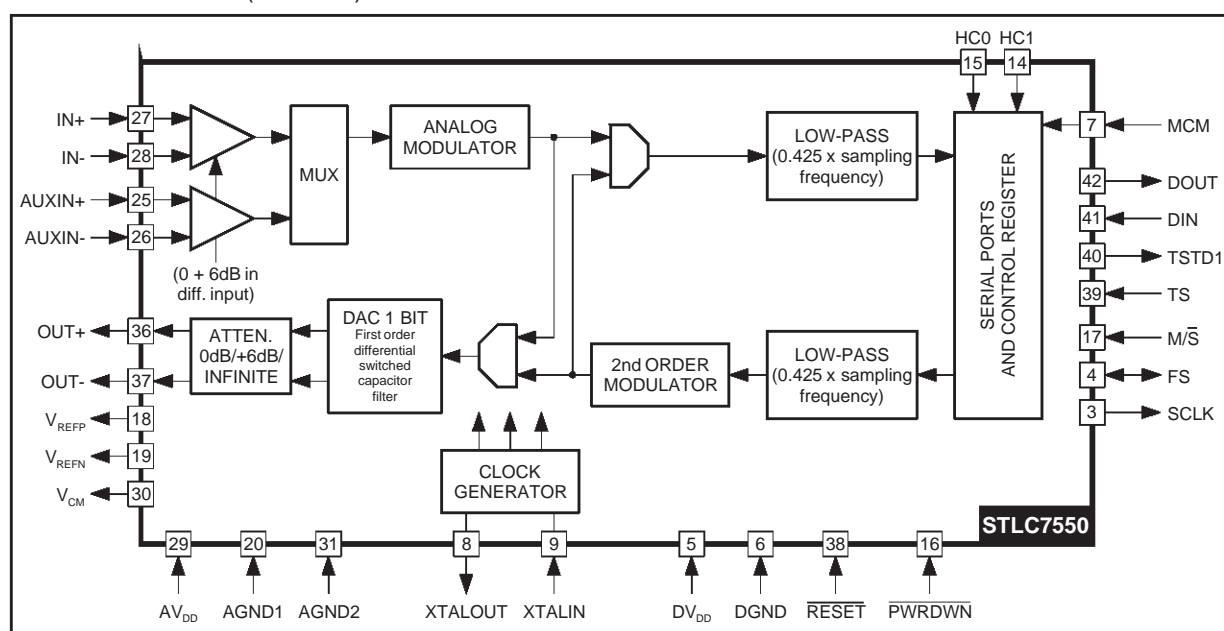 HC0 HC1
15 14
IN+ 27
IN- 28
AUXIN+ 25
AUXIN- 26
MUX
ANALOG
MODULATOR
LOW-PASS
(0.425 x sampling
frequency)
SERIAL PORTS
AND CONTROL REGISTER
7 MCM
42 DOUT
41 DIN
40 TSTD1
39 TS
17 M/S̅
4 FS
3 SCLK
(0 + 6dB in
diff. input)
OUT+ 36
OUT- 37
VREFP 18
VREFN 19
VCM 30
ATTEN.
0dB/+6dB/
INFINITE
DAC 1 BIT
First order
differential
switched
capacitor
filter
2nd ORDER
MODULATOR
LOW-PASS
(0.425 x sampling
frequency)
CLOCK
GENERATOR
STLC7550
29 20 31 8 9 5 6 38 16
AVDD AGND1 AGND2 XTALOUT XTALIN DVDD DGND R̅E̅S̅E̅T̅ P̅W̅R̅D̅W̅N̅